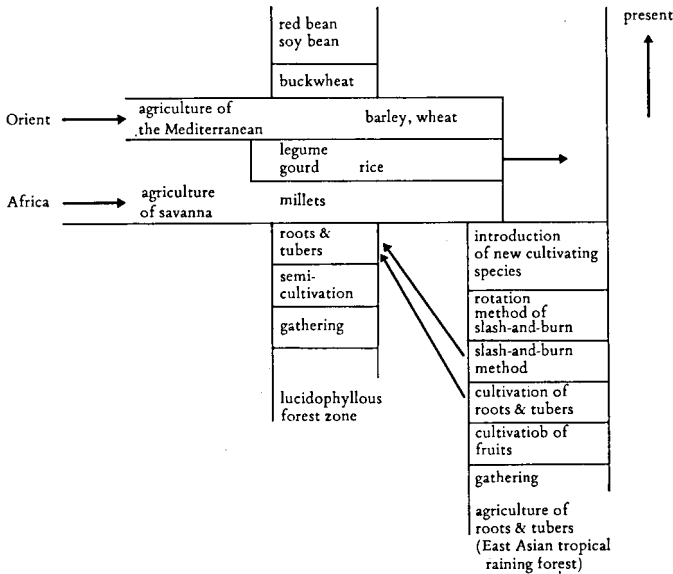 present
red bean
soy bean
buckwheat
Orient
agriculture of
the Mediterranean
barley, wheat
legume
gourd rice
Africa
agriculture
of savanna
millets
roots &
tubers
semi-
cultivation
gathering
lucidophyllous
forest zone
introduction
of new cultivating
species
rotation
method of
slash-and-burn
slash-and-burn
method
cultivation of
roots & tubers
cultivatiob of
fruits
gathering
agriculture of
roots & tubers
(East Asian tropical
raining forest)